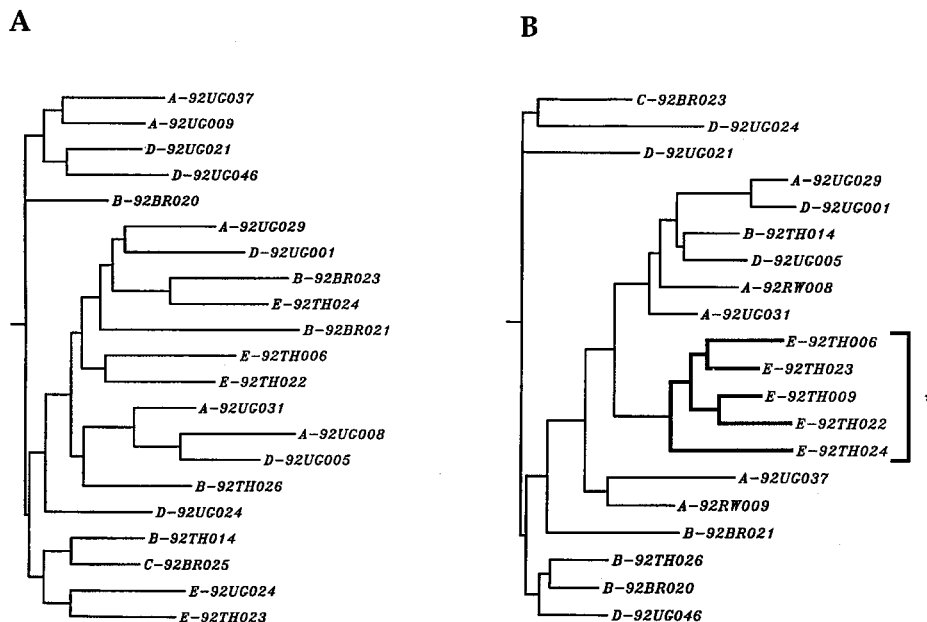 A
A-92UG037
A-92UG009
D-92UG021
D-92UG046
B-92BR020
A-92UG029
D-92UG001
B-92BR023
E-92TH024
B-92BR021
E-92TH006
E-92TH022
A-92UG031
A-92UG008
D-92UG005
B-92TH026
D-92UG024
B-92TH014
C-92BR025
E-92UG024
E-92TH023
B
C-92BR023
D-92UG024
D-92UG021
A-92UG029
D-92UG001
B-92TH014
D-92UG005
A-92RW008
A-92UG031
E-92TH006
E-92TH023
E-92TH009
E-92TH022
E-92TH024
A-92UG037
A-92RW009
B-92BR021
B-92TH026
B-92BR020
D-92UG046